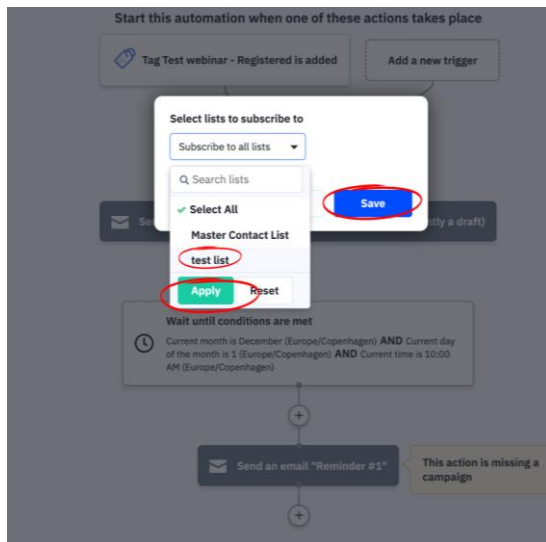 Start this automation when one of these actions takes place
Tag Test webinar - Registered is added
Add a new trigger
Select lists to subscribe to
Subscribe to all lists
Search lists
Select All
Master Contact List
test list
Apply
Reset
Save
a draft)
Wait until conditions are met
Current month is December (Europe/Copenhagen) AND Current day
of the month is 1 (Europe/Copenhagen) AND Current time is 10:00
AM (Europe/Copenhagen)
Send an email "Reminder #1"
This action is missing a
campaign